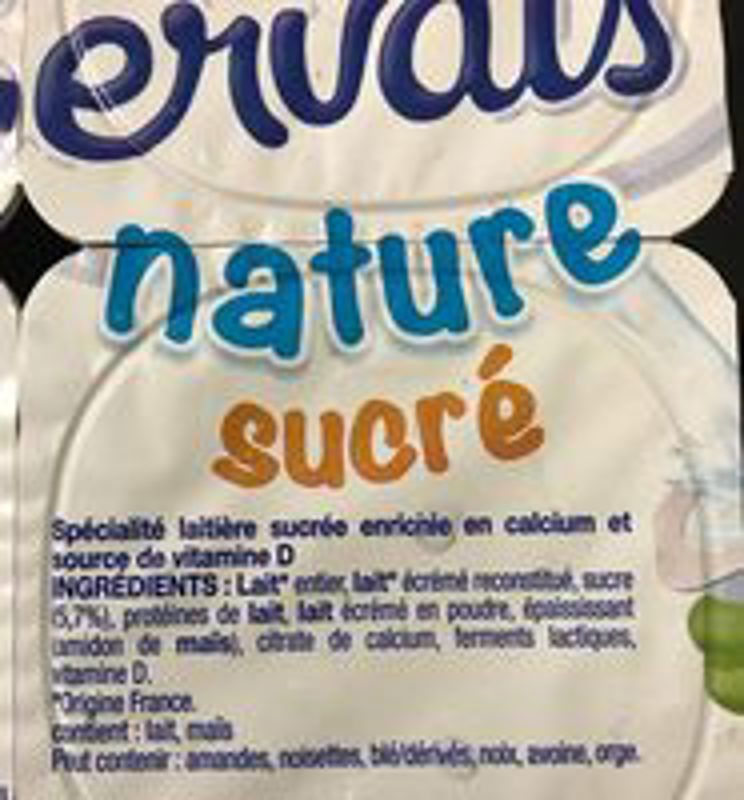 ervais
nature
sucré
Spécialité laitière sucrée enrichie en calcium et
source de vitamine D
INGRÉDIENTS : Lait* entier, lait* écrémé reconstitué, sucre
(5,7%), protéines de lait, lait écrémé en poudre, épaississant
(amidon de maïs), citrate de calcium, ferments lactiques,
vitamine D.
*Origine France.
contient : lait, maïs
Peut contenir : amandes, noisettes, blé/dérivés, noix, avoine, orge.